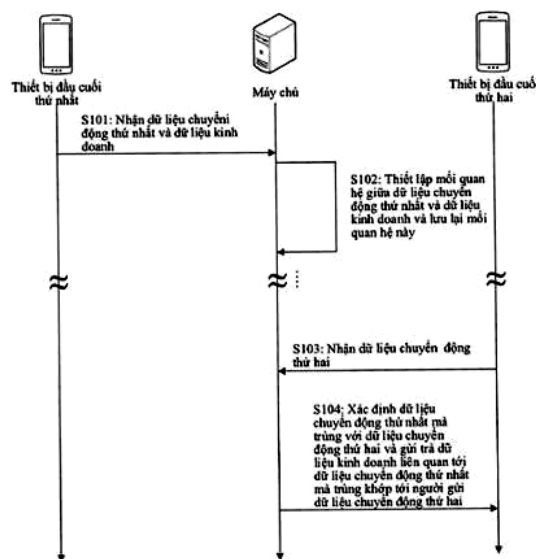 Thiết bị đầu cuối
thứ nhất
Máy chủ
Thiết bị đầu cuối
thứ hai
S101: Nhận dữ liệu chuyểni
động thứ nhất và dữ liệu kinh
doanh
S102: Thiết lập mối quan
hệ giữa dữ liệu chuyển
động thứ nhất và dữ liệu
kinh doanh và lưu lại mối
quan hệ này
S103: Nhận dữ liệu chuyển động
thứ hai
S104: Xác định dữ liệu
chuyển động thứ nhất mà
trùng với dữ liệu chuyển
động thứ hai và gửi trả dữ
liệu kinh doanh liên quan tới
dữ liệu chuyển động thứ nhất
mà trùng khớp tới người gửi
dữ liệu chuyển động thứ hai